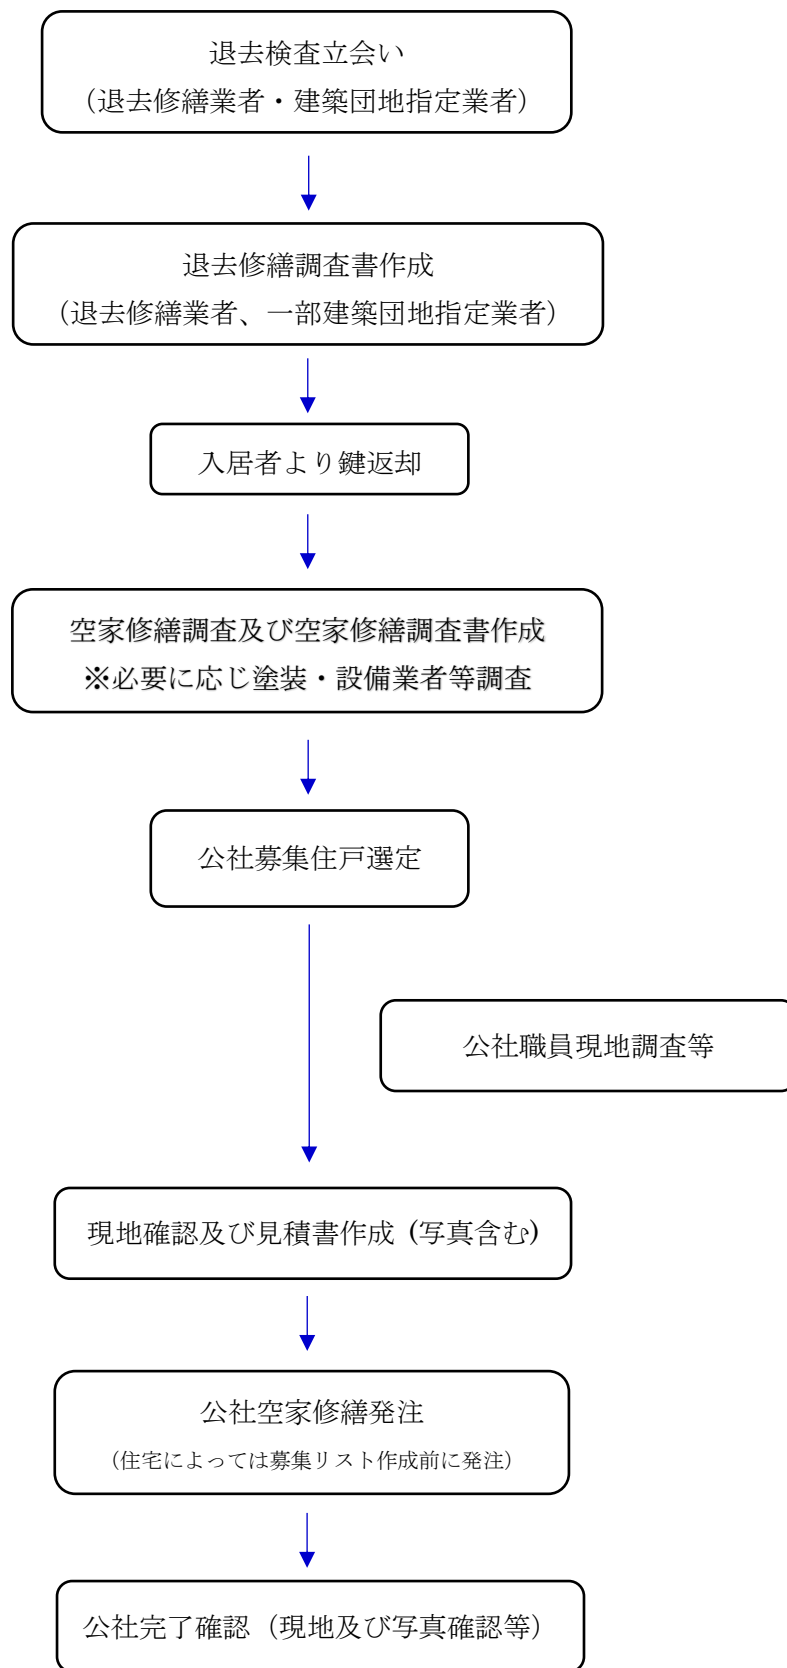 退去検査立会い
（退去修繕業者・建築団地指定業者）
退去修繕調査書作成
（退去修繕業者、一部建築団地指定業者）
入居者より鍵返却
空家修繕調査及び空家修繕調査書作成
※必要に応じ塗装・設備業者等調査
公社募集住戸選定
公社職員現地調査等
現地確認及び見積書作成 (写真含む)
公社空家修繕発注
（住宅によっては募集リスト作成前に発注）
公社完了確認（現地及び写真確認等）